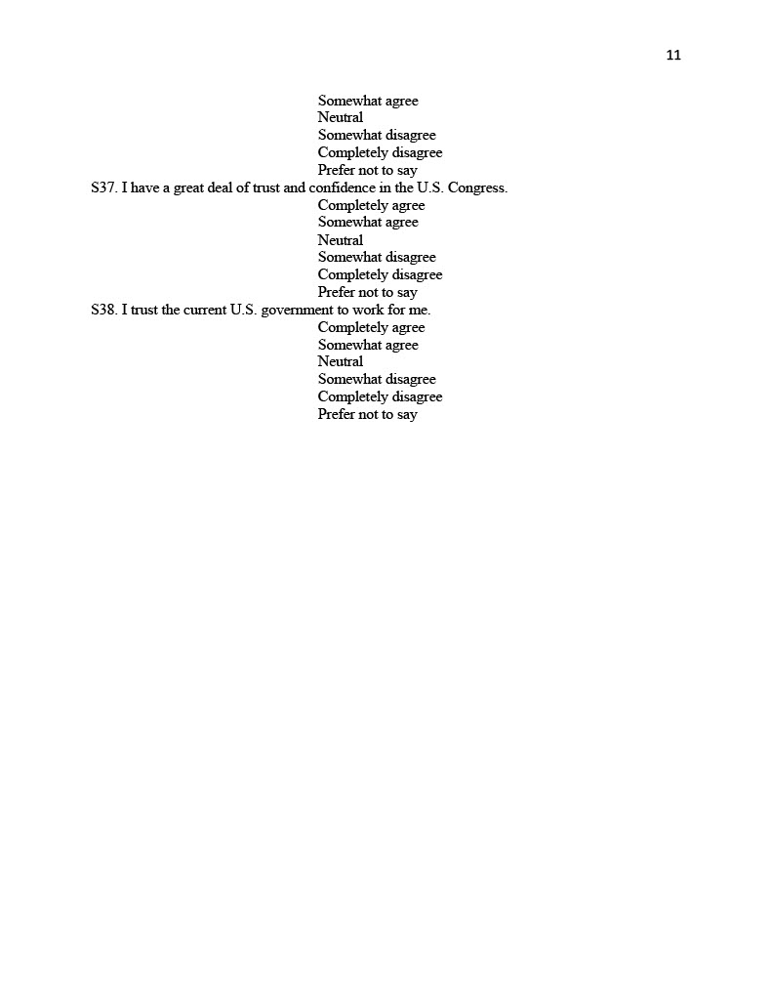 11
Somewhat agree
Neutral
Somewhat disagree
Completely disagree
Prefer not to say
S37. I have a great deal of trust and confidence in the U.S. Congress.
Completely agree
Somewhat agree
Neutral
Somewhat disagree
Completely disagree
Prefer not to say
S38. I trust the current U.S. government to work for me.
Completely agree
Somewhat agree
Neutral
Somewhat disagree
Completely disagree
Prefer not to say